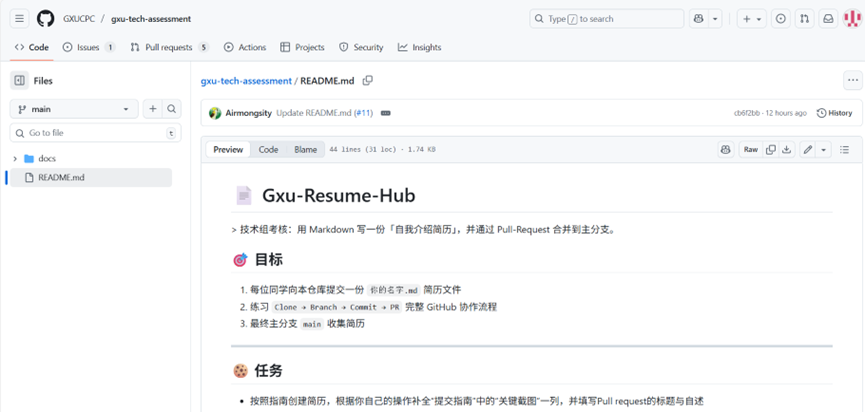 GXUCPC / gxu-tech-assessment
Type / to search
Code
Issues 1
Pull requests 5
Actions
Projects
Security
Insights
Files
main
Go to file
t
docs
README.md
gxu-tech-assessment / README.md
Airmongsity Update README.md (#11)
cb6f2bb · 12 hours ago
History
Preview
Code
Blame
44 lines (31 loc) · 1.74 KB
Raw
Gxu-Resume-Hub
> 技术组考核：用 Markdown 写一份「自我介绍简历」，并通过 Pull-Request 合并到主分支。
目标
1. 每位同学向本仓库提交一份 你的名字.md 简历文件
2. 练习 Clone → Branch → Commit → PR 完整 GitHub 协作流程
3. 最终主分支 main 收集简历
任务
• 按照指南创建简历，根据你自己的操作补全“提交指南”中的“关键截图”一列，并填写Pull request的标题与自述